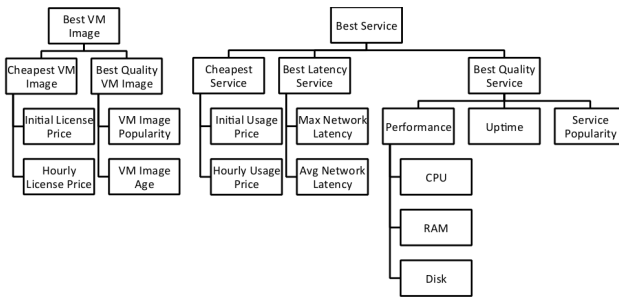 Best VM
Image
Best Service
Cheapest VM
Image
Best Quality
VM Image
Cheapest
Service
Best Latency
Service
Best Quality
Service
Initial License
Price
VM Image
Popularity
Initial Usage
Price
Max Network
Latency
Performance
Uptime
Service
Popularity
Hourly
License Price
VM Image
Age
Hourly Usage
Price
Avg Network
Latency
CPU
RAM
Disk